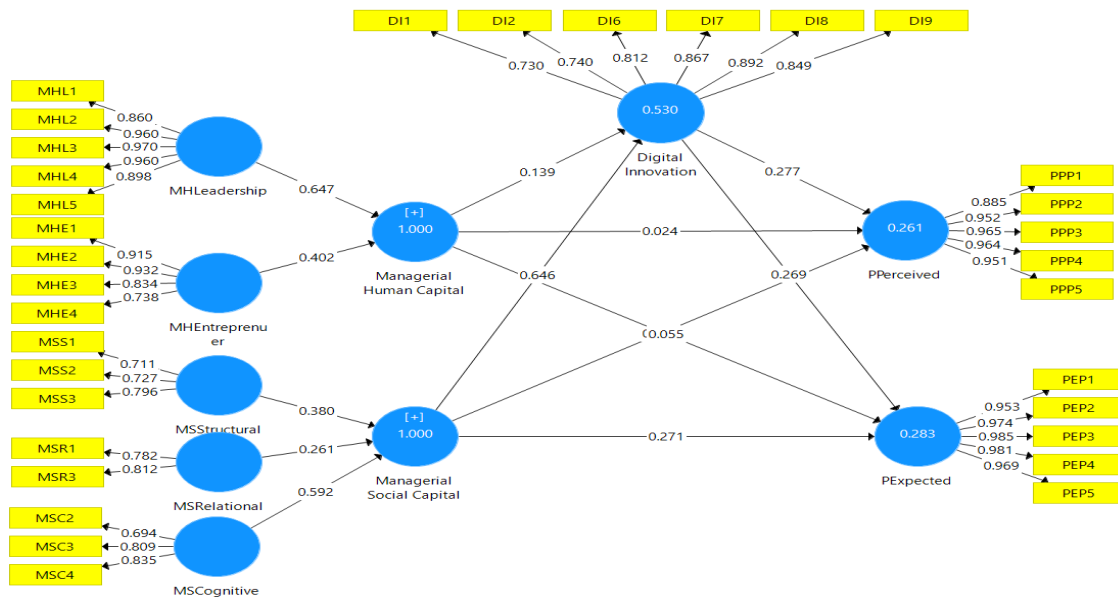 DI1
DI2
DI6
DI7
DI8
DI9
0.730
0.740
0.812
0.867
0.892
0.849
0.530
Digital
Innovation
MHL1
MHL2
MHL3
MHL4
MHL5
0.860
0.960
0.970
0.960
0.898
MHLeadership
0.647
MHE1
MHE2
MHE3
MHE4
0.915
0.932
0.834
0.738
MHEntreprenu
er
0.402
[+]
1.000
Managerial
Human Capital
0.139
0.024
0.646
0.277
0.269
0.055
MSS1
MSS2
MSS3
0.711
0.727
0.796
MSStructural
0.380
MSR1
MSR3
0.782
0.812
MSRelational
0.261
MSC2
MSC3
MSC4
0.694
0.809
0.835
MSCognitive
0.592
[+]
1.000
Managerial
Social Capital
0.271
0.261
PPerceived
0.885
0.952
0.965
0.964
0.951
PPP1
PPP2
PPP3
PPP4
PPP5
0.283
PExpected
0.953
0.974
0.985
0.981
0.969
PEP1
PEP2
PEP3
PEP4
PEP5